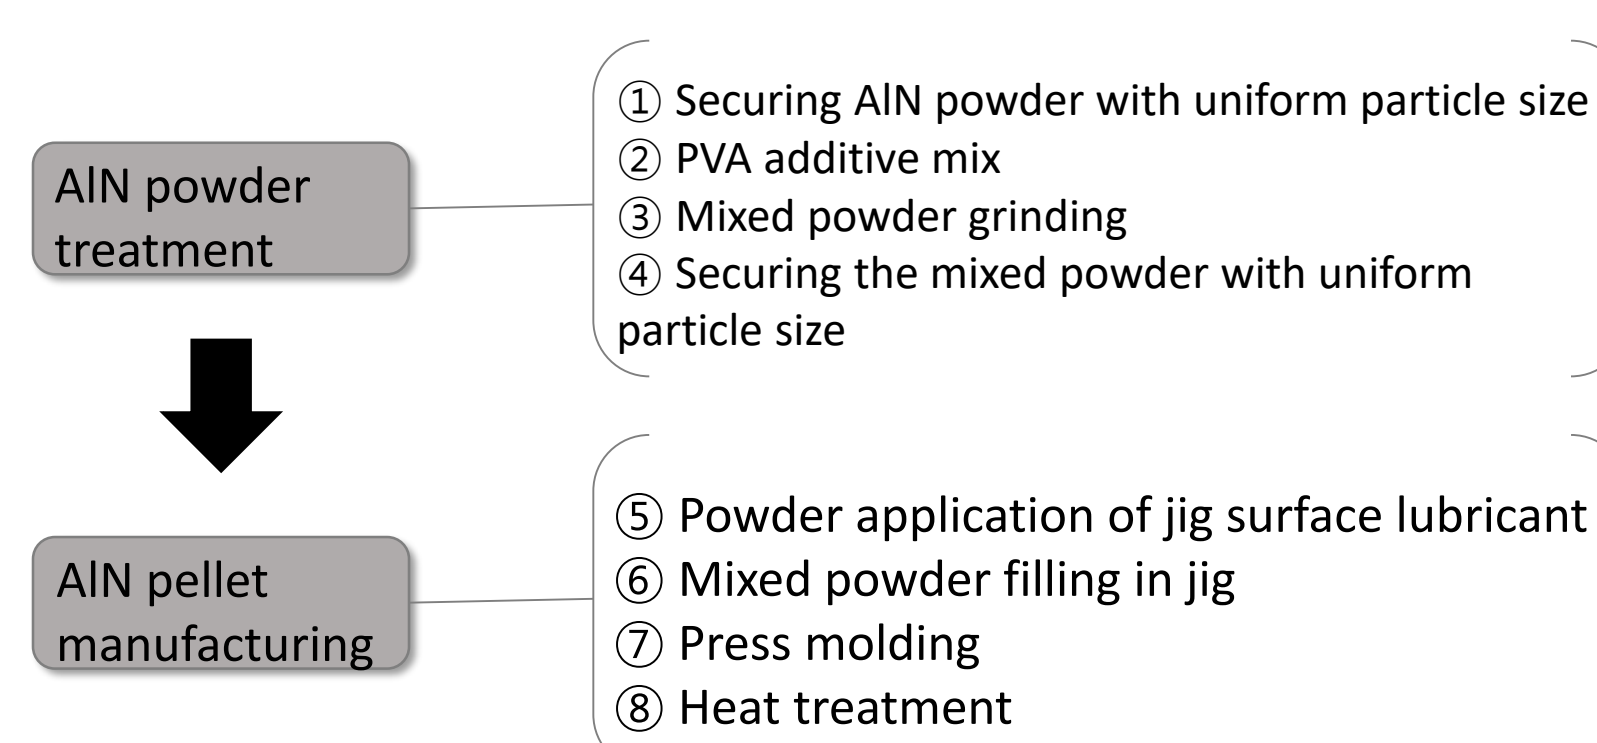 AlN powder
treatment
① Securing AlN powder with uniform particle size
② PVA additive mix
③ Mixed powder grinding
④ Securing the mixed powder with uniform
particle size
AlN pellet
manufacturing
⑤ Powder application of jig surface lubricant
⑥ Mixed powder filling in jig
⑦ Press molding
⑧ Heat treatment